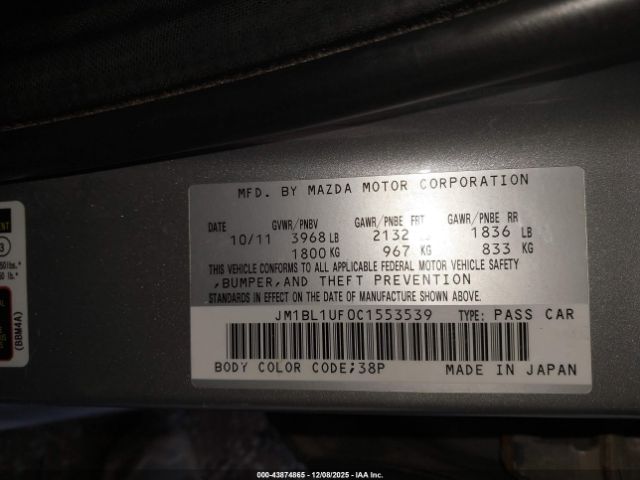 MFD. BY MAZDA MOTOR CORPORATION
DATE GVWR/PNBV GAWR/PNBE FRT GAWR/PNBE RR
10/11 3968 LB 2132 1836 LB
1800 KG 967 KG 833 KG
THIS VEHICLE CONFORMS TO ALL APPLICABLE FEDERAL MOTOR VEHICLE SAFETY
,BUMPER,AND THEFT PREVENTION
STANDARDS IN EFFECT ON THE DATE OF MANUFACTURE SHOWN ABOVE.
JM1BL1UF0C1553539 TYPE: PASS CAR
BODY COLOR CODE;38P MADE IN JAPAN
3
lbs."
(BBM4A)
00-43874865 12/08/2025 IAA Inc.